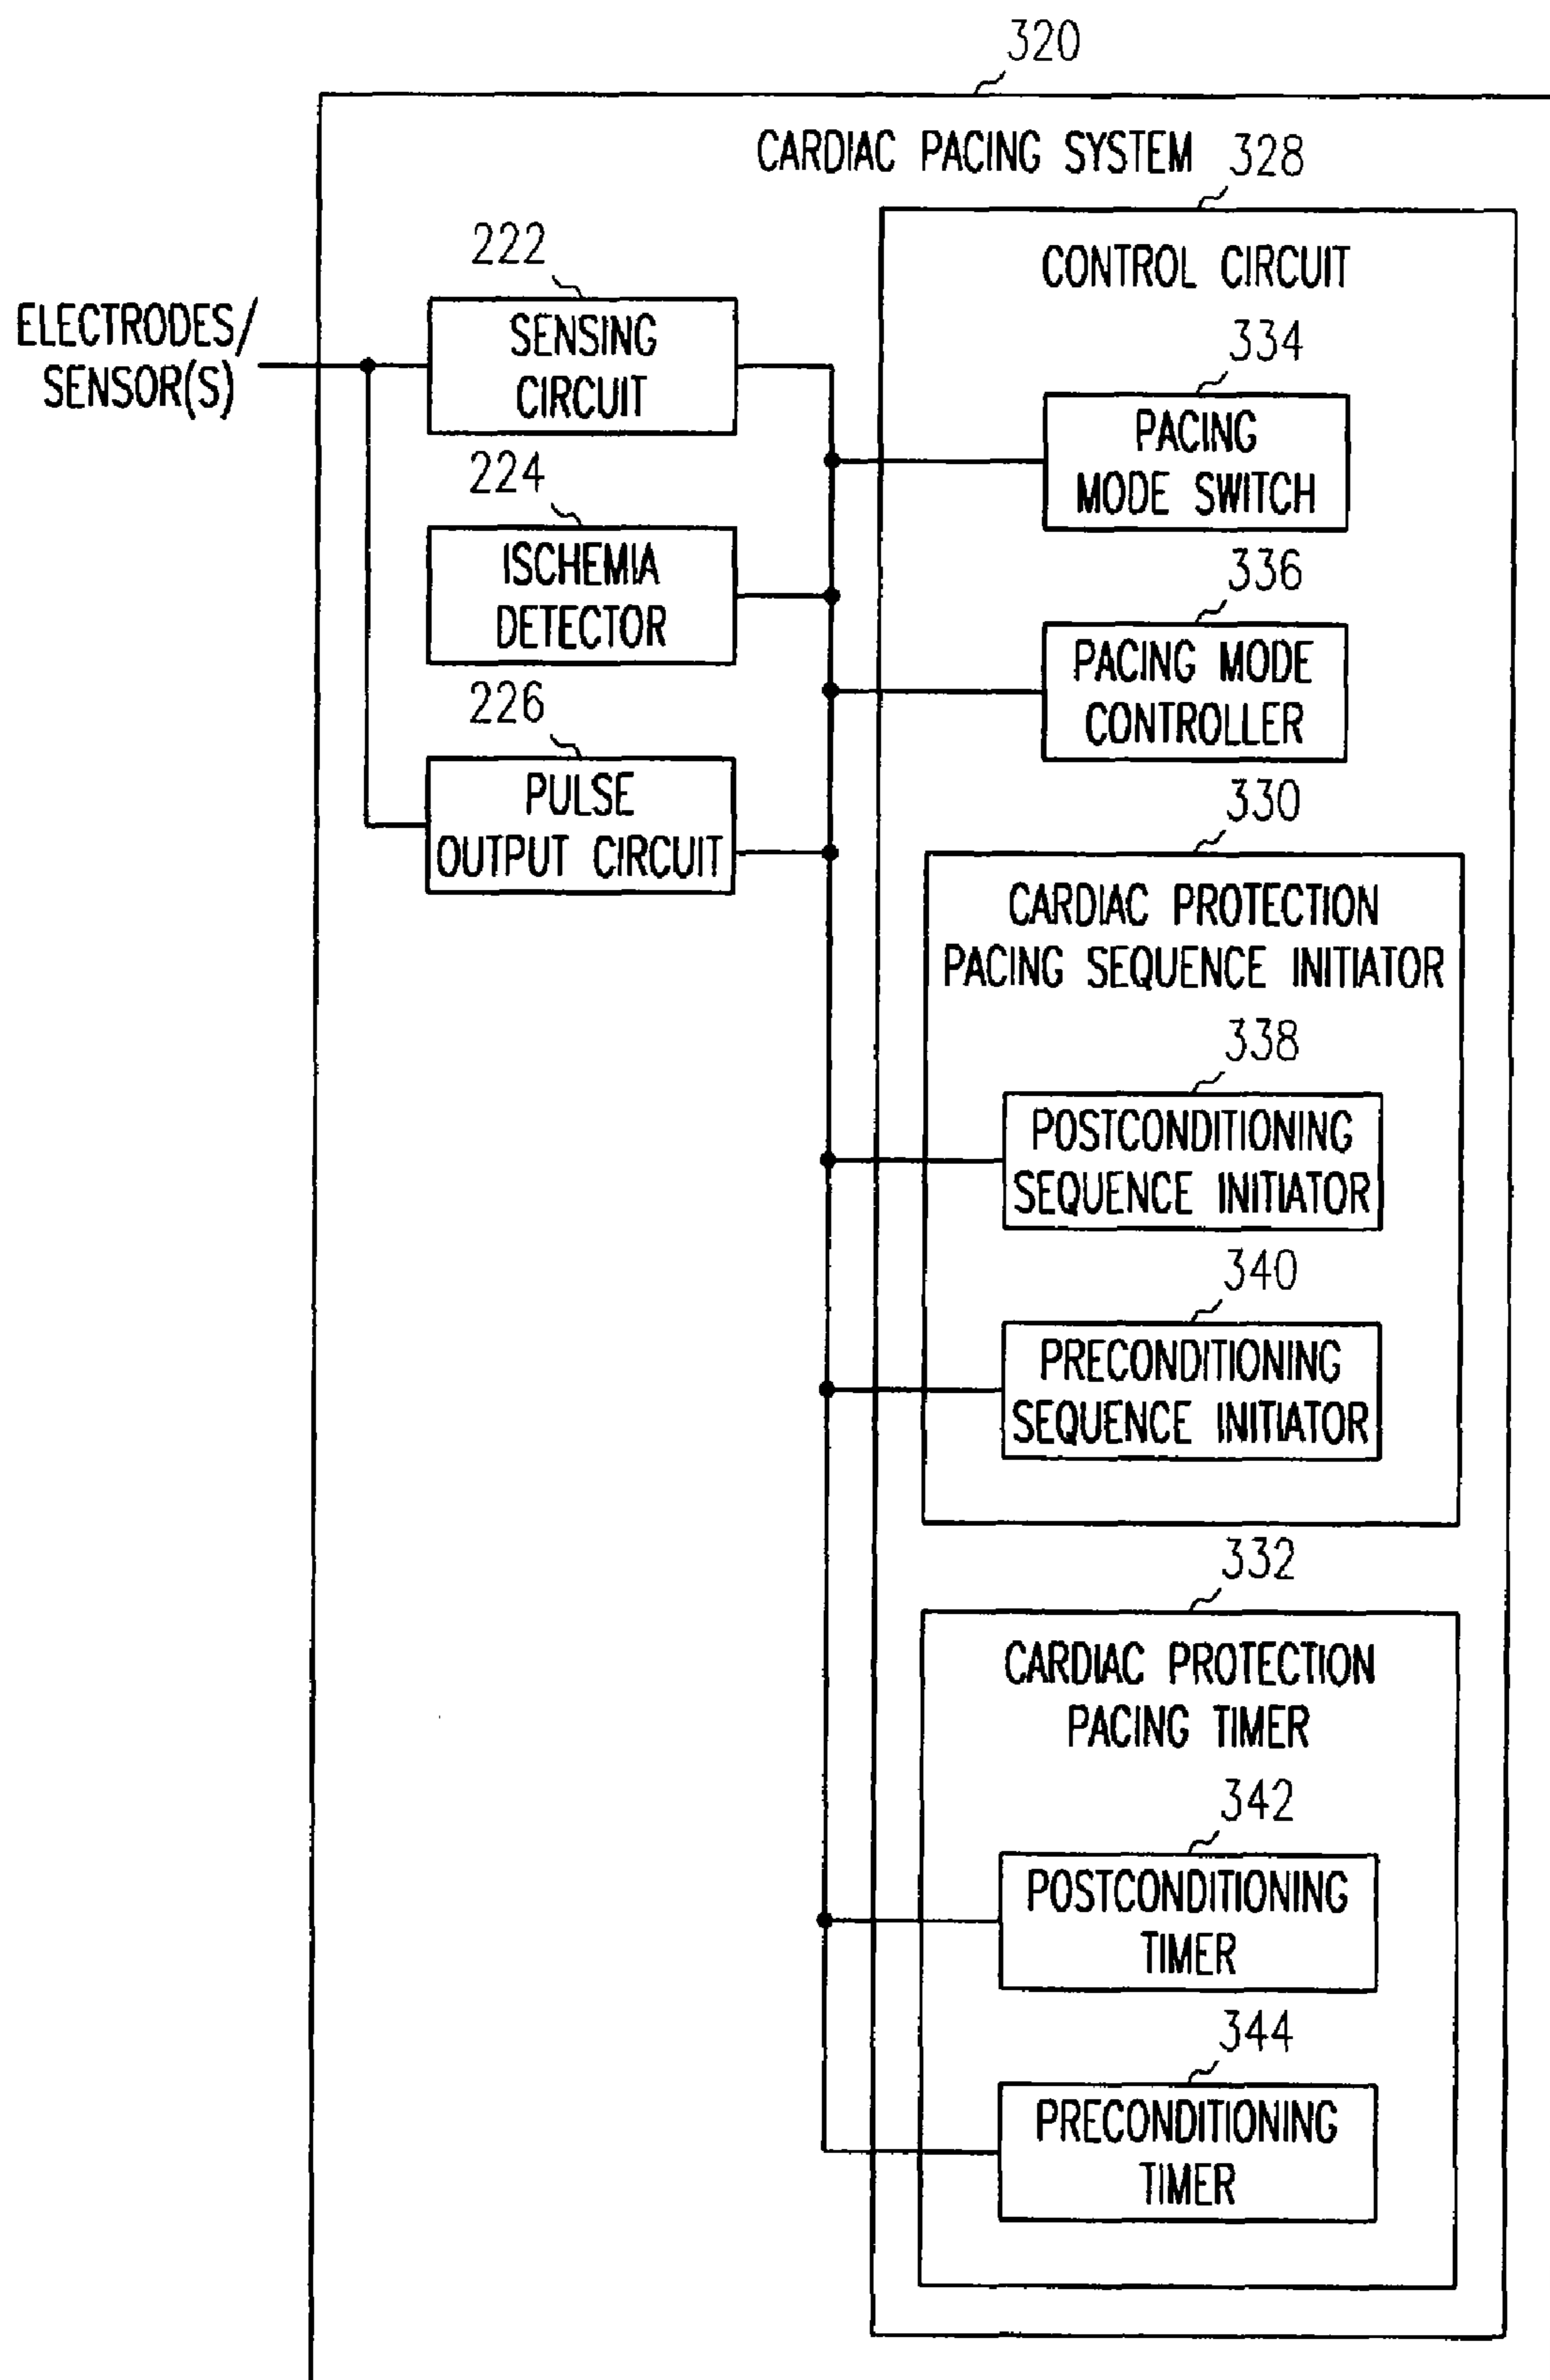 320
CARDIAC PACING SYSTEM
328
CONTROL CIRCUIT
ELECTRODES/
SENSOR(S)
222
SENSING
CIRCUIT
224
ISCHEMIA
DETECTOR
226
PULSE
OUTPUT CIRCUIT
334
PACING
MODE SWITCH
336
PACING MODE
CONTROLLER
330
CARDIAC PROTECTION
PACING SEQUENCE INITIATOR
338
POSTCONDITIONING
SEQUENCE INITIATOR
340
PRECONDITIONING
SEQUENCE INITIATOR
332
CARDIAC PROTECTION
PACING TIMER
342
POSTCONDITIONING
TIMER
344
PRECONDITIONING
TIMER